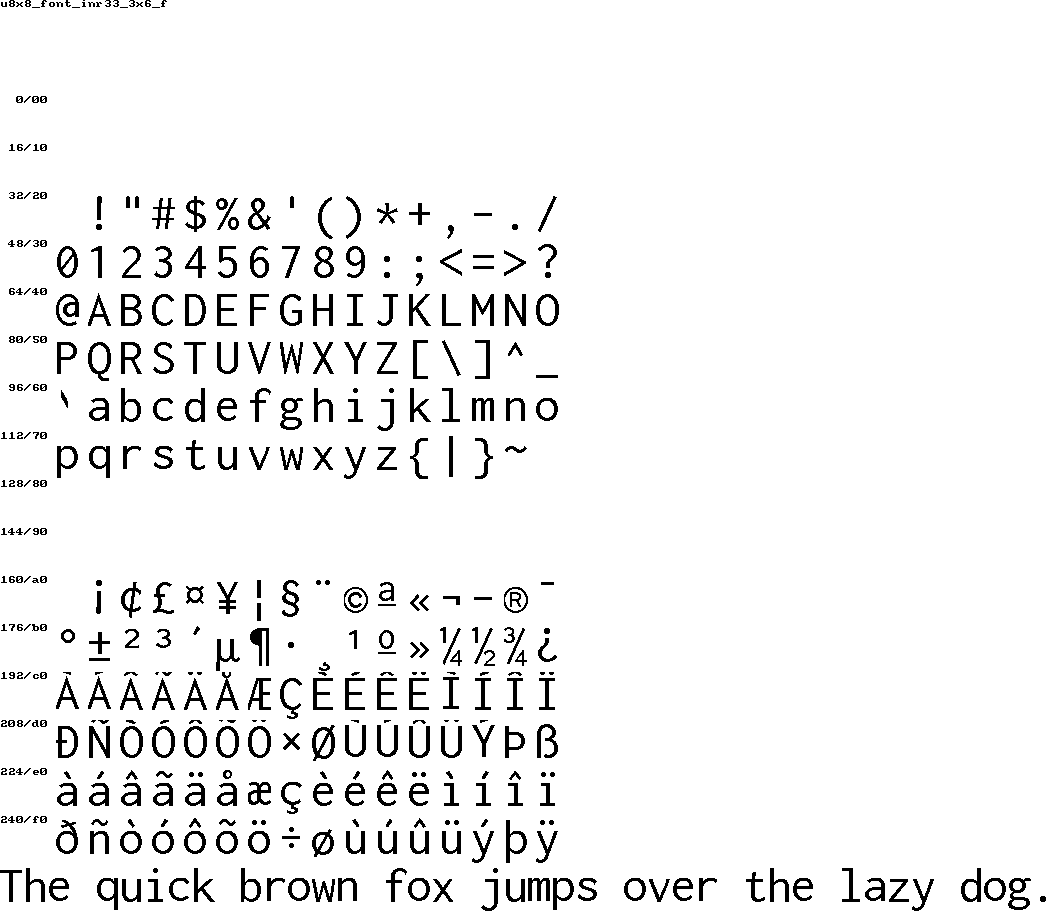 u8x8_font_inr33_3x6_f
0/00
16/10
32/20 ! " # $ % & ' ( ) * + , - . /
48/30 0 1 2 3 4 5 6 7 8 9 : ; < = > ?
64/40 @ A B C D E F G H I J K L M N O
80/50 P Q R S T U V W X Y Z [ \ ] ^ _
96/60 ` a b c d e f g h i j k l m n o
112/70 p q r s t u v w x y z { | } ~
128/80
144/90
160/a0 ¡ ¢ £ ¤ ¥ ¦ § ¨ © ª « ¬ - ® ¯
176/b0 ° ± ² ³ ´ µ ¶ · ¸ ¹ º » ¼ ½ ¾ ¿
192/c0 À Á Â Ã Ä Å Æ Ç È É Ê Ë Ì Í Î Ï
208/d0 Ð Ñ Ò Ó Ô Õ Ö × Ø Ù Ú Û Ü Ý Þ ß
224/e0 à á â ã ä å æ ç è é ê ë ì í î ï
240/f0 ð ñ ò ó ô õ ö ÷ ø ù ú û ü ý þ ÿ
The quick brown fox jumps over the lazy dog.